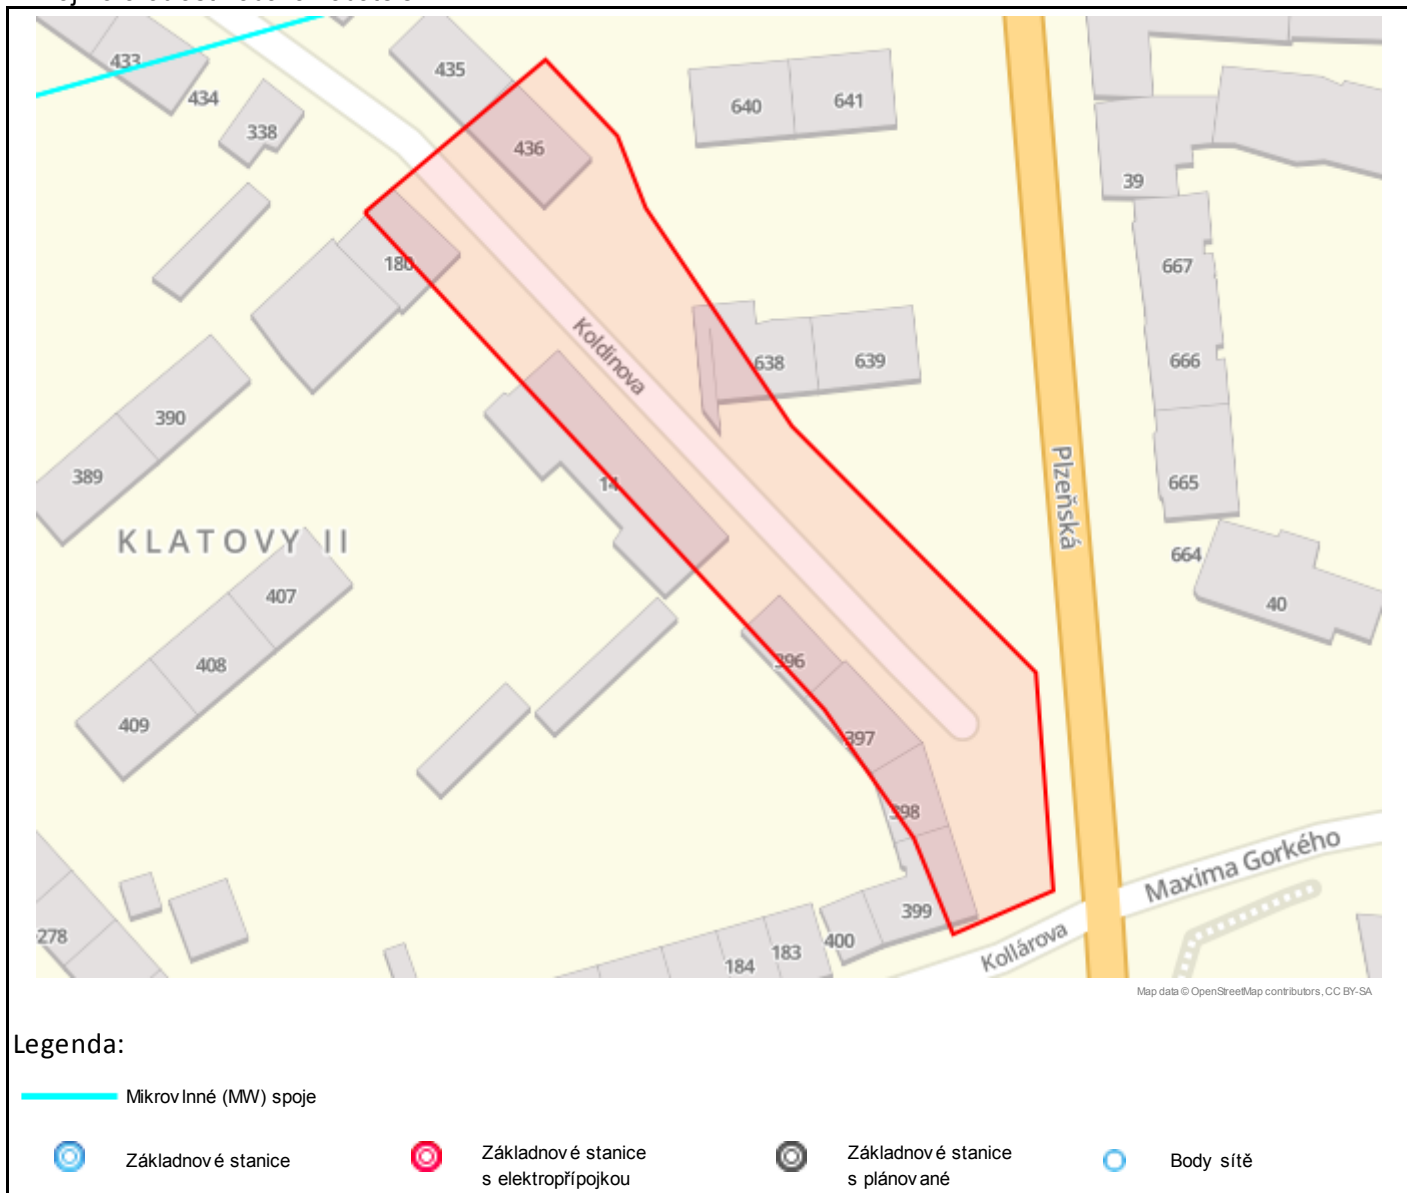 433
434
338
435
436
640
641
39
180
667
638
639
666
Koldinova
390
389
14
Plzeňská
665
664
KLATOVY II
407
408
409
40
396
397
398
399
400
183
184
278
Maxima Gorkého
Kollárova
Map data © OpenStreetMap contributors, CC BY-SA
Legenda:
Mikrovlnné (MW) spoje
Základnové stanice
Základnové stanice
s elektropřípojkou
Základnové stanice
s plánované
Body sítě